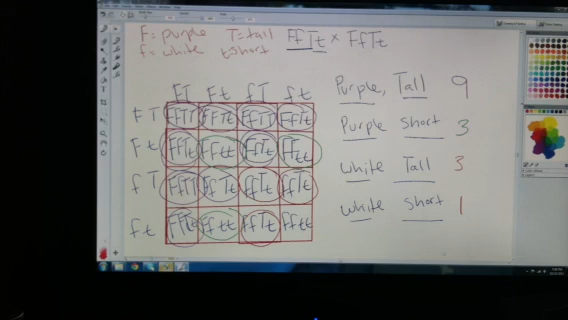 F= purple T=tall FfTt × FfTt
f= white t short
FT Ft fT ft
Purple, Tall 9
FT FFTT FFTt FfTT FfTt
Purple Short 3
Ft FFTt FFtt FfTt
white Tall 3
fT FfTT FfTt ffTt
white Short 1
ft FfTt Fftt ffTt fftt